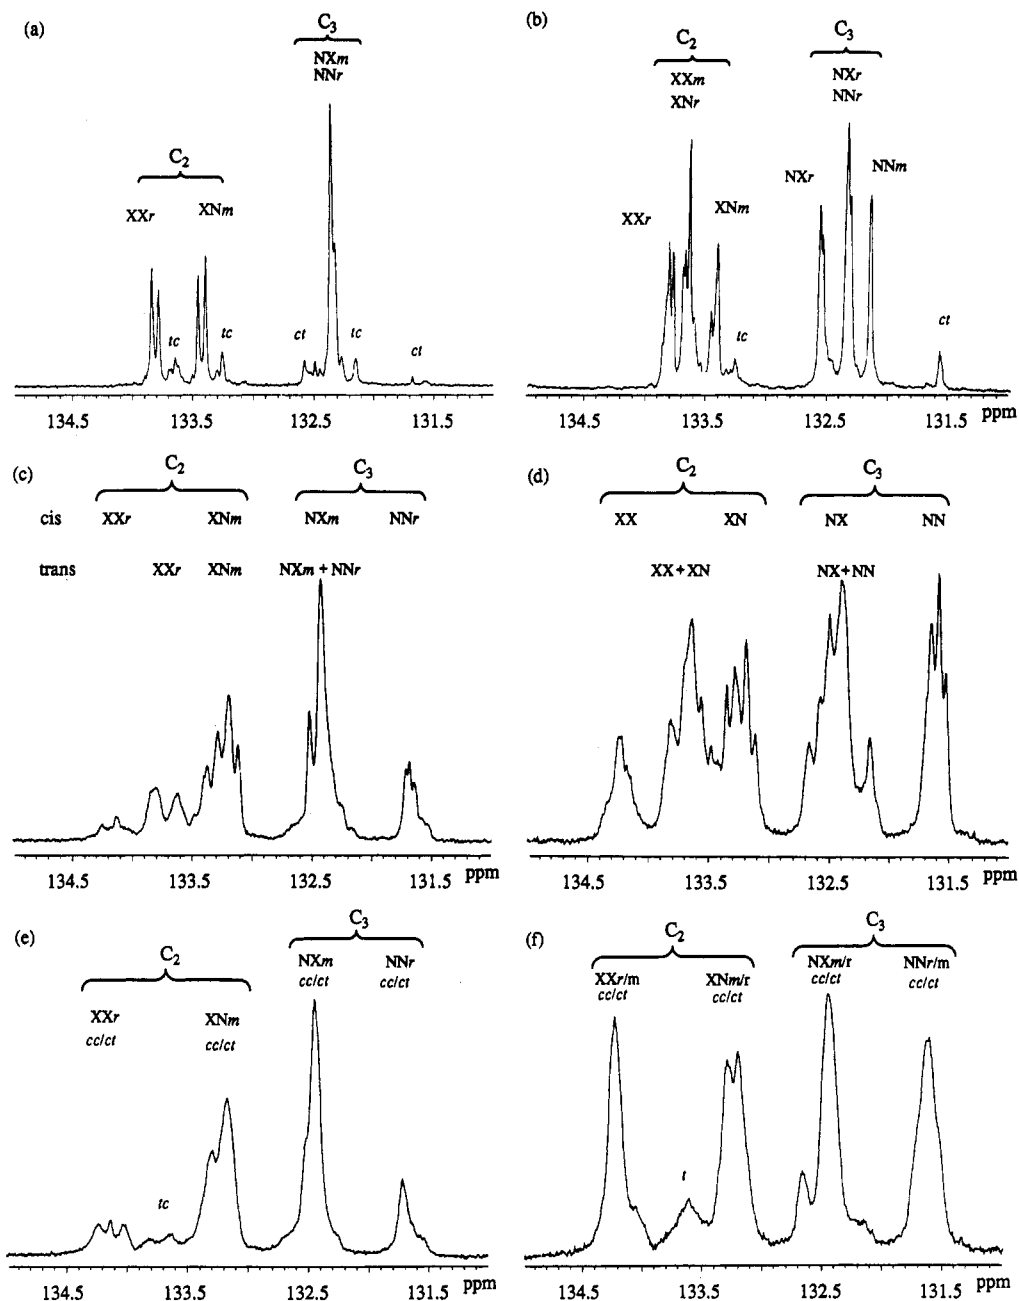 (a)
C3
NXm
NNr
C2
XXr
XNm
tc
tc
ct
tc
ct
134.5 133.5 132.5 131.5
(b)
C2
XXm
XNr
C3
NXr
NNr
NXr
NNm
XXr
XNm
tc
ct
134.5 133.5 132.5 131.5 ppm
(c)
C2
C3
cis XXr XNm NXm NNr
trans XXr XNm NXm + NNr
134.5 133.5 132.5 131.5 ppm
(d)
C2
C3
XX XN NX NN
XX + XN NX + NN
134.5 133.5 132.5 131.5 ppm
(e)
C2
C3
NXm NNr
cc/ct cc/ct
XXr XNm
cc/ct cc/ct
tc
134.5 133.5 132.5 131.5 ppm
(f)
C2
C3
XXr/m XNm/r NXm/r NNr/m
cc/ct cc/ct cc/ct cc/ct
t
134.5 133.5 132.5 131.5 ppm